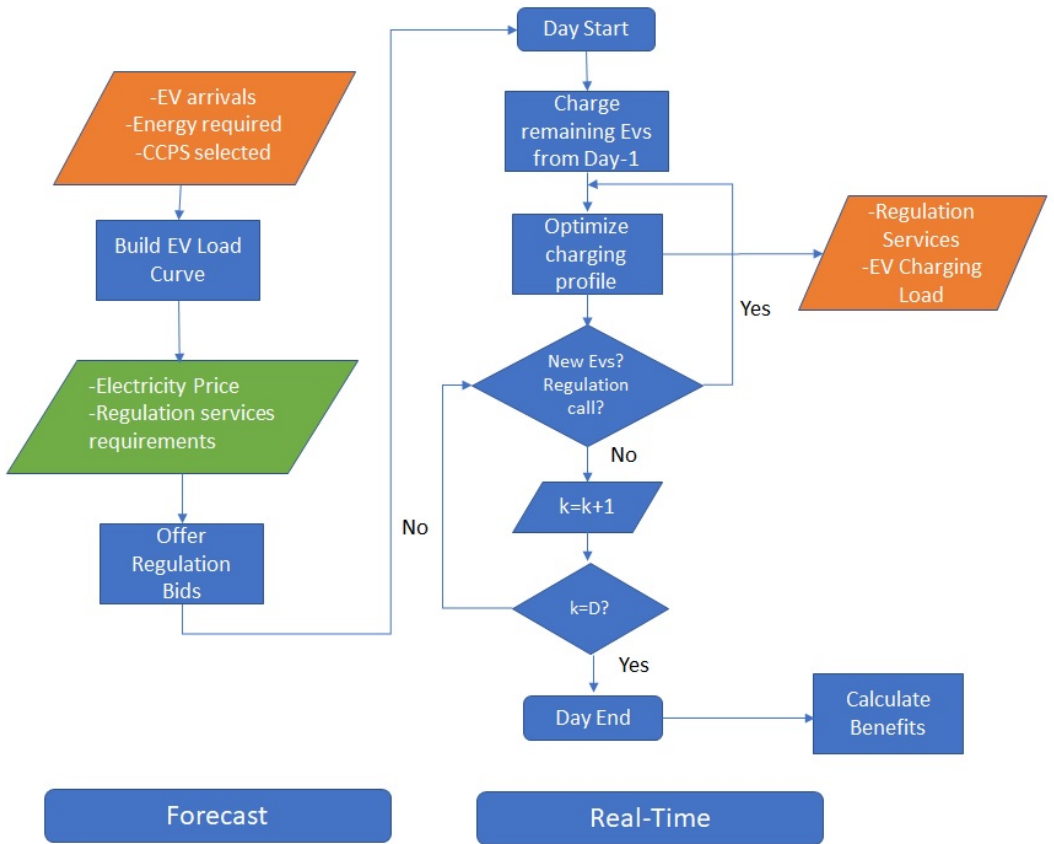 -EV arrivals
-Energy required
-CCPS selected
Build EV Load
Curve
-Electricity Price
-Regulation services
requirements
Offer
Regulation
Bids
Day Start
Charge
remaining Evs
from Day-1
Optimize
charging
profile
-Regulation
Services
-EV Charging
Load
Yes
New Evs?
Regulation
call?
No
k=k+1
No
k=D?
Yes
Day End
Calculate
Benefits
Forecast
Real-Time